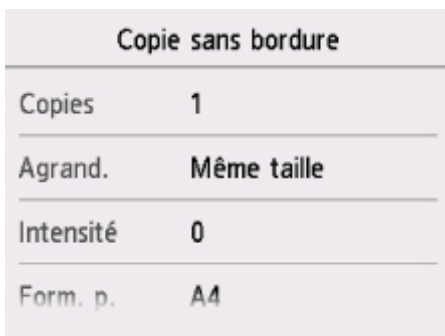 Copie sans bordure
Copies 1
Agrand. Même taille
Intensité 0
Form. p. A4